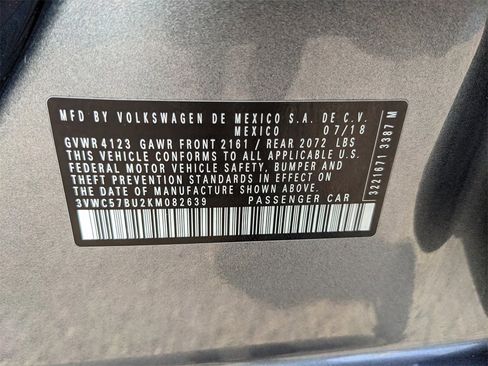 MFD BY VOLKSWAGEN DE MEXICO S.A. DE C.V.
MEXICO 07/18
GVWR 4123 GAWR FRONT 2161 / REAR 2072 LBS
THIS VEHICLE CONFORMS TO ALL APPLICABLE U.S.
FEDERAL MOTOR VEHICLE SAFETY, BUMPER AND
THEFT PREVENTION STANDARDS IN EFFECT ON THE
DATE OF MANUFACTURE SHOWN ABOVE.
3VWC57BU2KM082639 PASSENGER CAR
3221671 3387 M